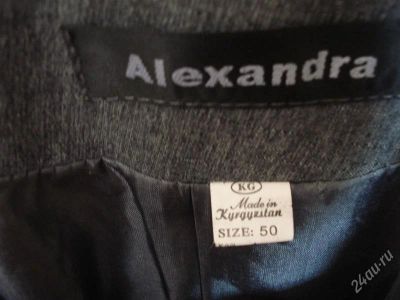 Alexandra
KG
Made in
Kyrgyzstan
SIZE: 50
24au.ru